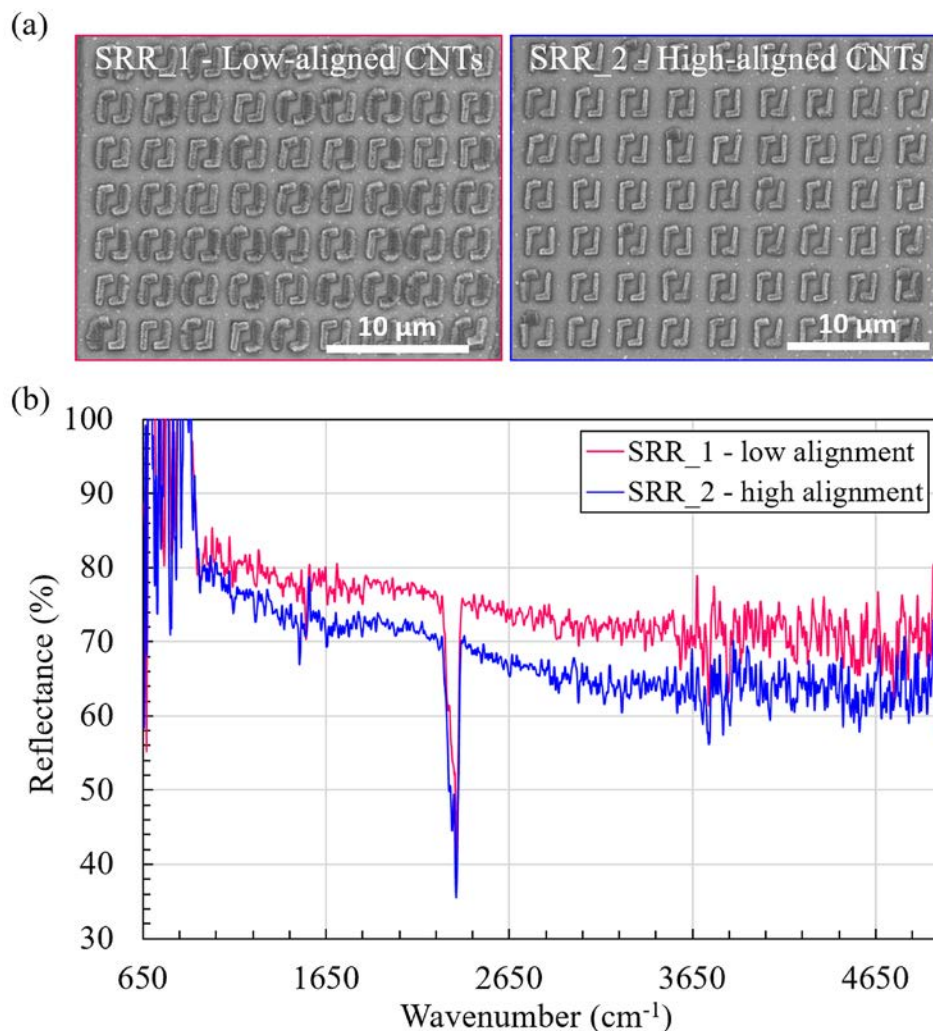 (a)
SRR_1 - Low-aligned CNTs
SRR_2 - High-aligned CNTs
10 µm
10 µm
(b)
100
90
80
70
60
50
40
30
Reflectance (%)
SRR_1 - low alignment
SRR_2 - high alignment
650
1650
2650
3650
4650
Wavenumber (cm⁻¹)